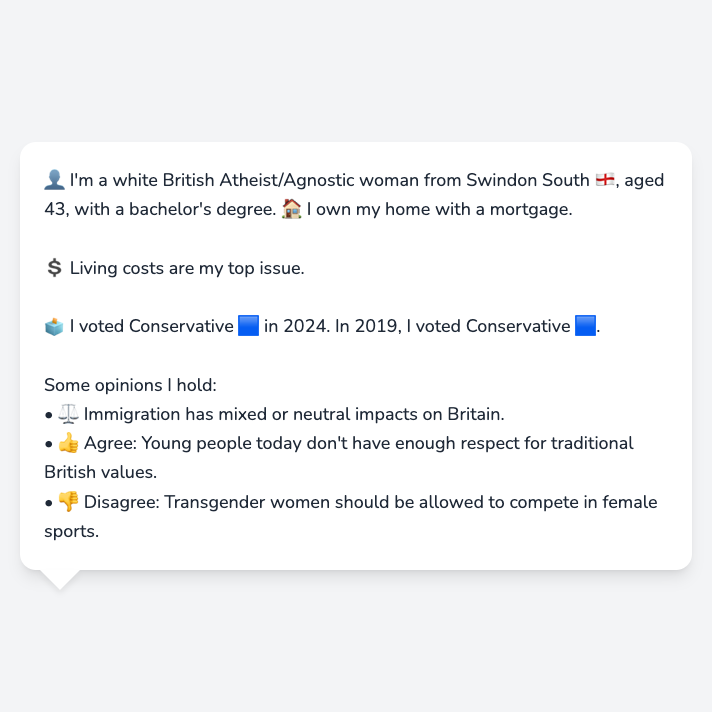 👤 I'm a white British Atheist/Agnostic woman from Swindon South 🏴󠁧󠁢󠁥󠁮󠁧󠁿, aged
43, with a bachelor's degree. 🏠 I own my home with a mortgage.
💲 Living costs are my top issue.
🗳️ I voted Conservative 🟦 in 2024. In 2019, I voted Conservative 🟦.
Some opinions I hold:
• ⚖️ Immigration has mixed or neutral impacts on Britain.
• 👍 Agree: Young people today don't have enough respect for traditional
British values.
• 👎 Disagree: Transgender women should be allowed to compete in female
sports.